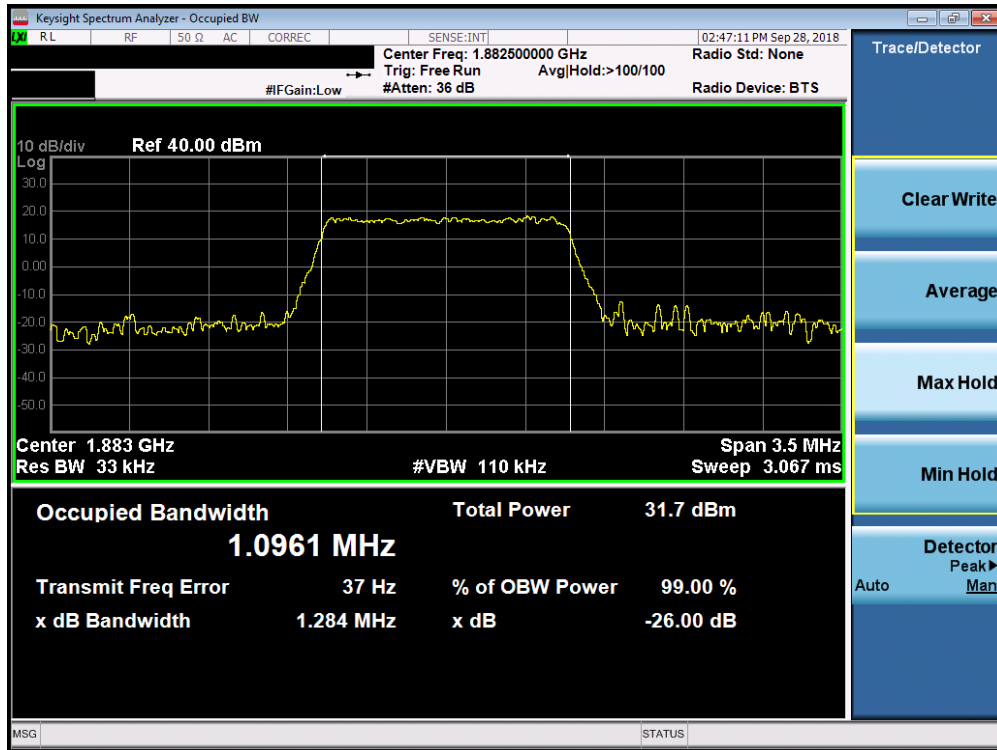 Keysight Spectrum Analyzer - Occupied BW
LXI RL RF 50 Ω AC CORREC SENSE:INT 02:47:11 PM Sep 28, 2018
Center Freq: 1.882500000 GHz Radio Std: None
Trig: Free Run Avg|Hold:>100/100
#IFGain:Low #Atten: 36 dB Radio Device: BTS
Trace/Detector
10 dB/div Ref 40.00 dBm
Log
30.0
20.0
10.0
0.00
-10.0
-20.0
-30.0
-40.0
-50.0
Center 1.883 GHz Span 3.5 MHz
Res BW 33 kHz #VBW 110 kHz Sweep 3.067 ms
Occupied Bandwidth Total Power 31.7 dBm
1.0961 MHz
Transmit Freq Error 37 Hz % of OBW Power 99.00 %
x dB Bandwidth 1.284 MHz x dB -26.00 dB
Clear Write
Average
Max Hold
Min Hold
Detector
Peak▶
Auto Man
MSG STATUS